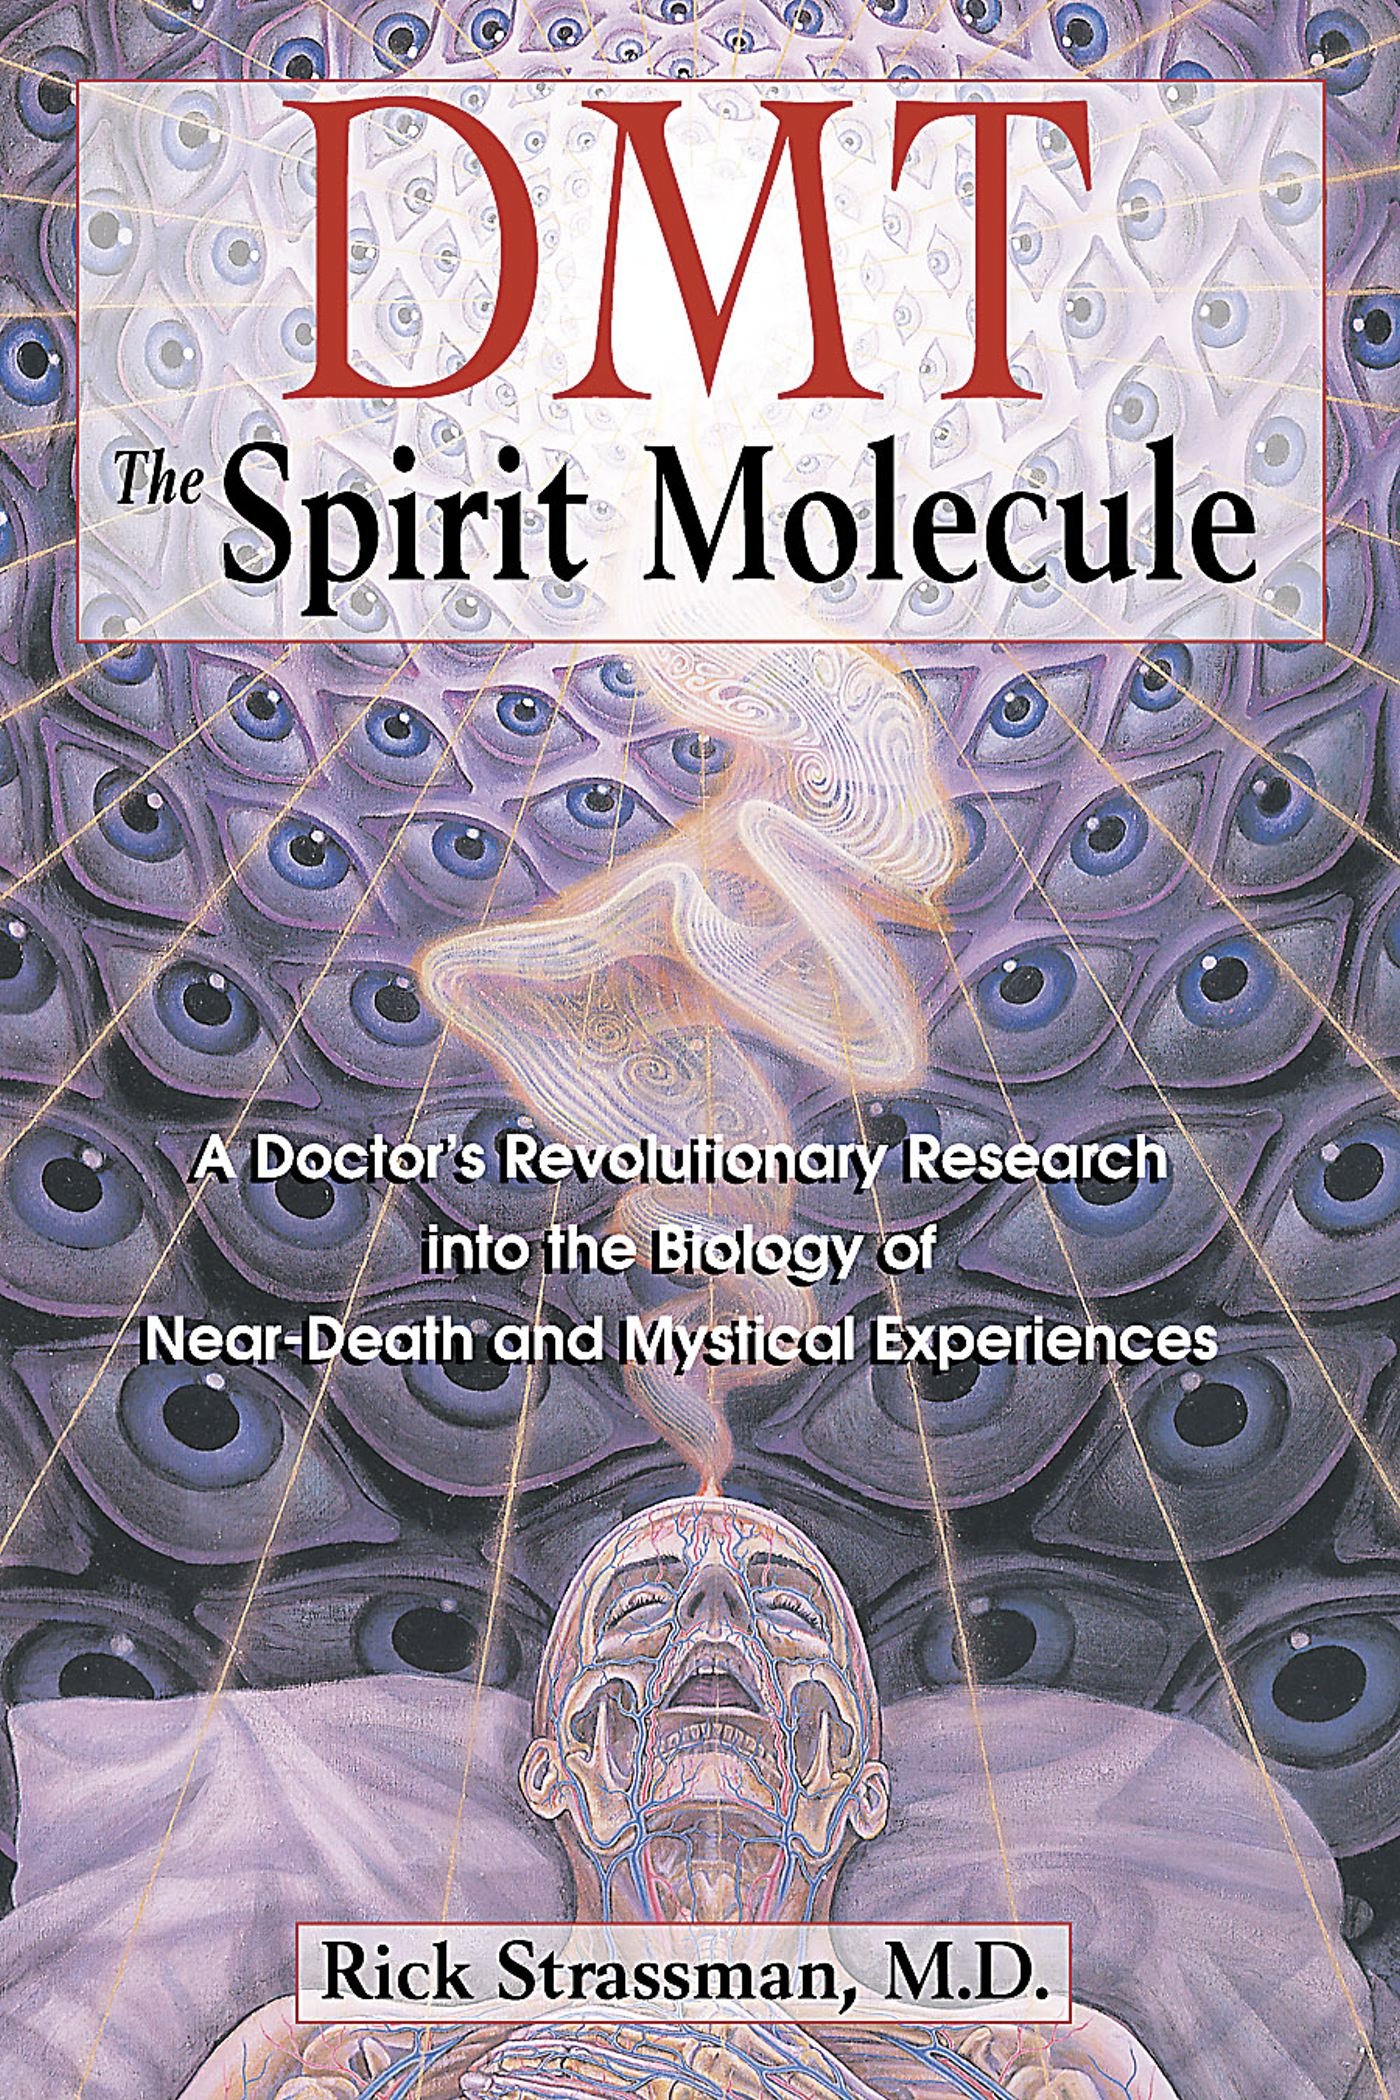 DMT
The Spirit Molecule
A Doctor's Revolutionary Research
into the Biology of
Near-Death and Mystical Experiences
Rick Strassman, M.D.